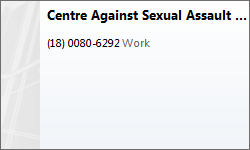 Centre Against Sexual Assault ...
(18) 0080-6292 Work